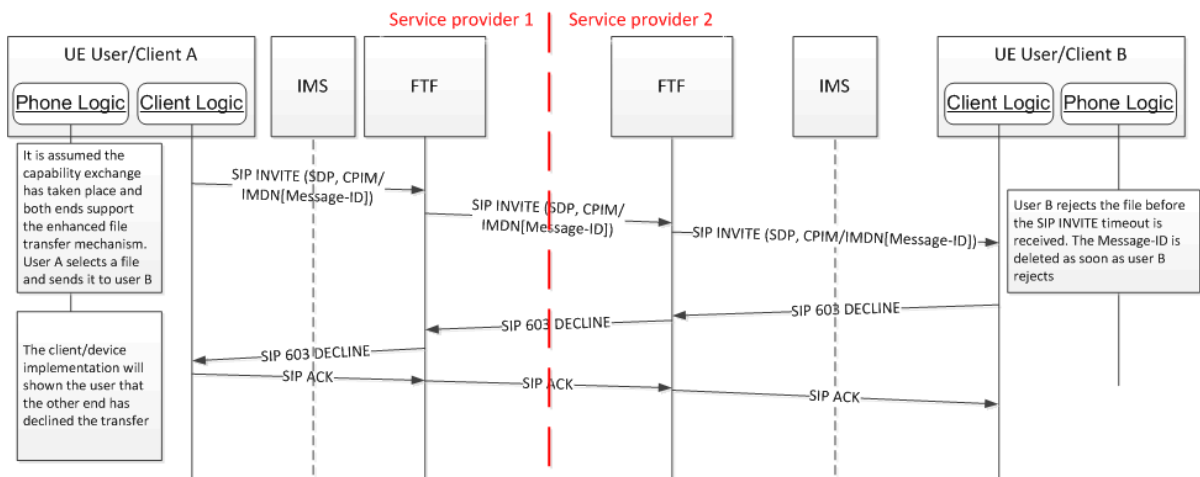 Service provider 1
Service provider 2
UE User/Client A
Phone Logic
Client Logic
IMS
FTF
FTF
IMS
UE User/Client B
Client Logic
Phone Logic
It is assumed the
capability exchange
has taken place and
both ends support
the enhanced file
transfer mechanism.
User A selects a file
and sends it to user B
SIP INVITE (SDP, CPIM/
IMDN[Message-ID])
SIP INVITE (SDP, CPIM/
IMDN[Message-ID])
SIP INVITE (SDP, CPIM/IMDN[Message-ID])
User B rejects the file before
the SIP INVITE timeout is
received. The Message-ID is
deleted as soon as user B
rejects
SIP 603 DECLINE
SIP 603 DECLINE
SIP 603 DECLINE
The client/device
implementation will
shown the user that
the other end has
declined the transfer
SIP ACK
SIP ACK
SIP ACK